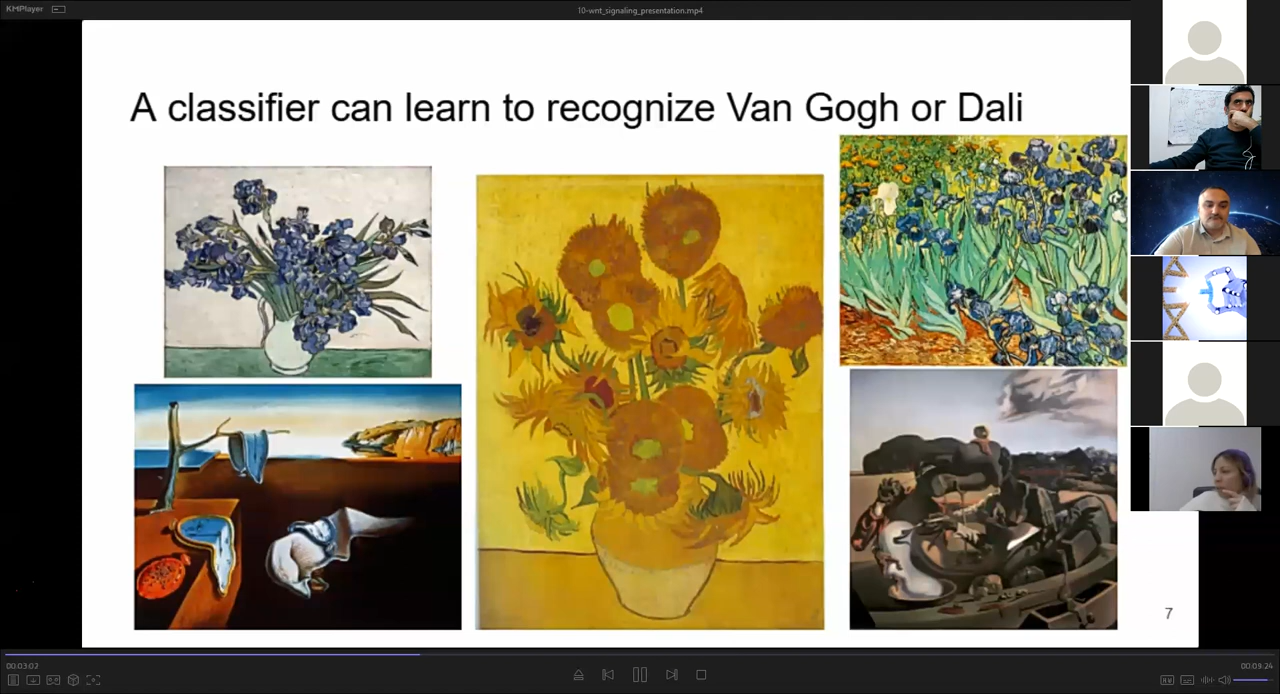 KMPlayer
10-wnt_signaling_presentation.mp4
A classifier can learn to recognize Van Gogh or Dali
7
00:03:02
00:09:24